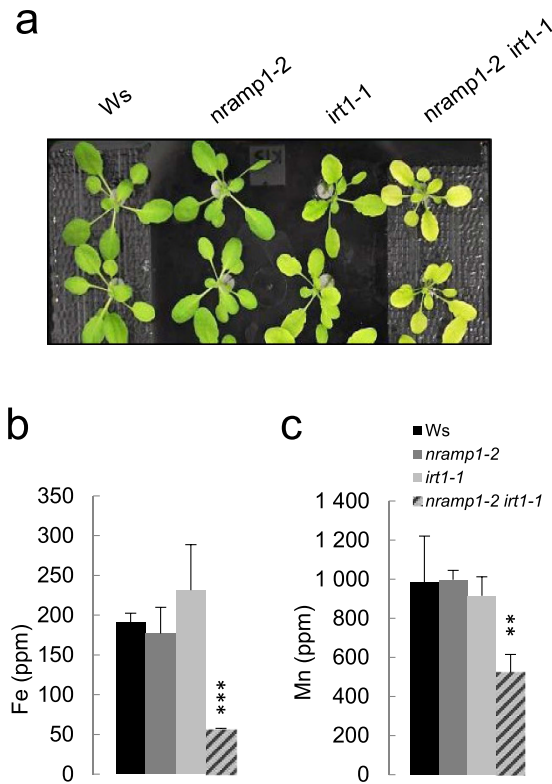 a
Ws
nramp1-2
irt1-1
nramp1-2 irt1-1
b
Fe (ppm)
350
300
250
200
150
100
50
0
***
c
Ws
nramp1-2
irt1-1
nramp1-2 irt1-1
Mn (ppm)
1 400
1 200
1 000
800
600
400
200
0
**